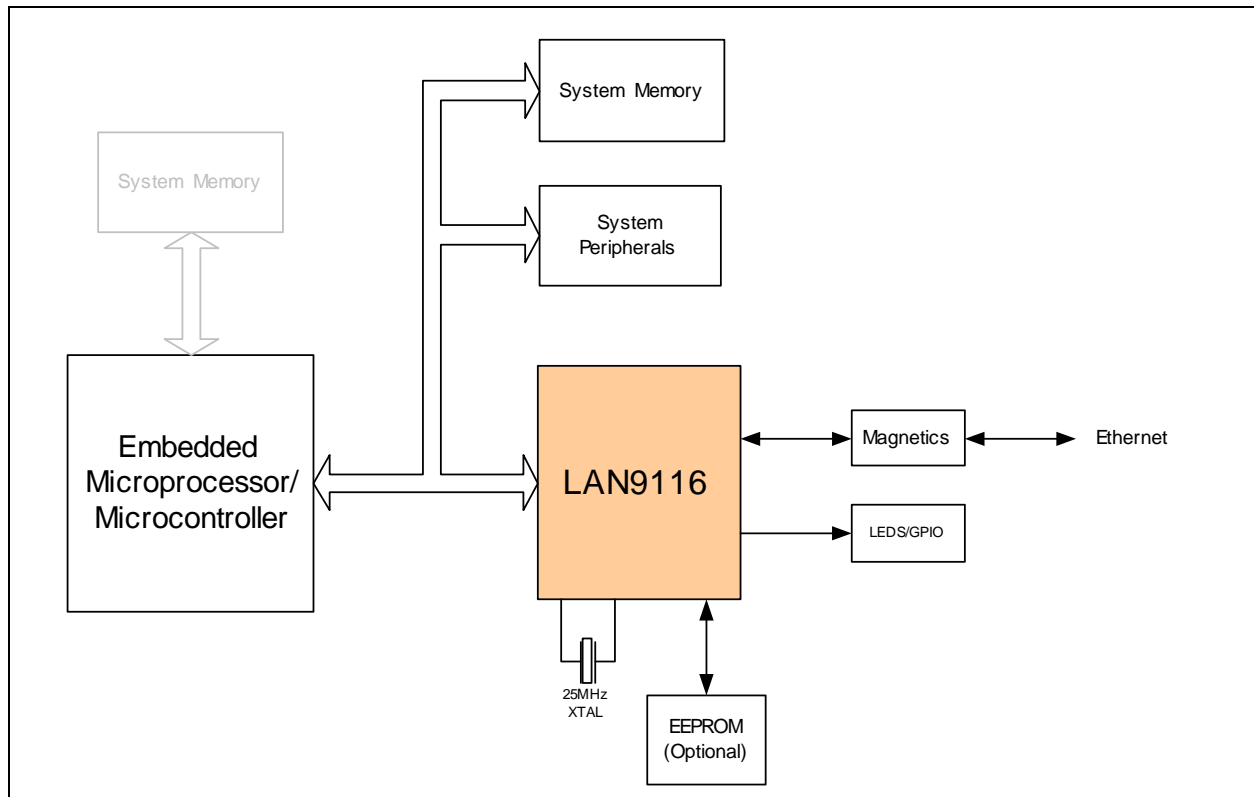 System Memory
System Memory
System
Peripherals
Embedded
Microprocessor/
Microcontroller
LAN9116
Magnetics
Ethernet
LEDS/GPIO
25MHz
XTAL
EEPROM
(Optional)